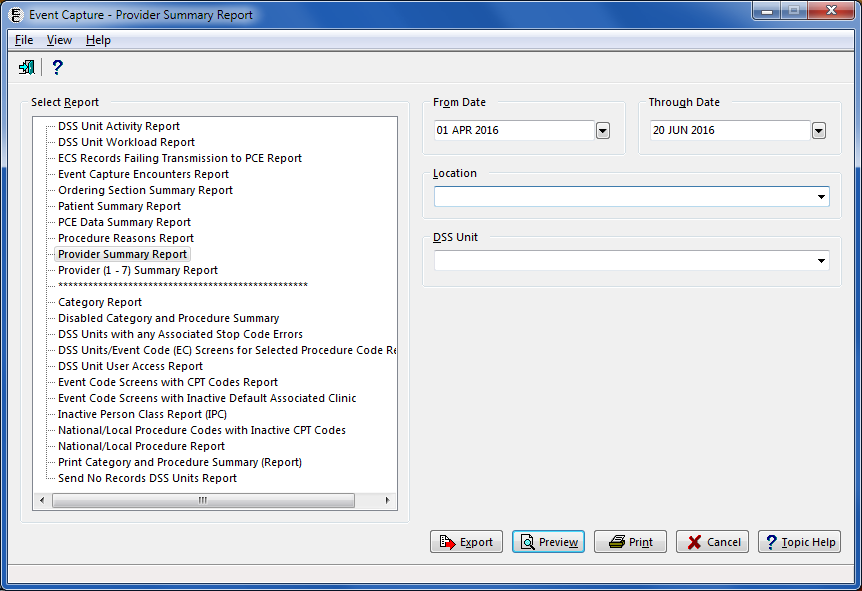 Event Capture - Provider Summary Report
File View Help
Select Report
DSS Unit Activity Report
DSS Unit Workload Report
ECS Records Failing Transmission to PCE Report
Event Capture Encounters Report
Ordering Section Summary Report
Patient Summary Report
PCE Data Summary Report
Procedure Reasons Report
Provider Summary Report
Provider (1 - 7) Summary Report
**************************************************
Category Report
Disabled Category and Procedure Summary
DSS Units with any Associated Stop Code Errors
DSS Units/Event Code (EC) Screens for Selected Procedure Code Re
DSS Unit User Access Report
Event Code Screens with CPT Codes Report
Event Code Screens with Inactive Default Associated Clinic
Inactive Person Class Report (IPC)
National/Local Procedure Codes with Inactive CPT Codes
National/Local Procedure Report
Print Category and Procedure Summary (Report)
Send No Records DSS Units Report
From Date
01 APR 2016
Through Date
20 JUN 2016
Location
DSS Unit
Export Preview Print Cancel Topic Help